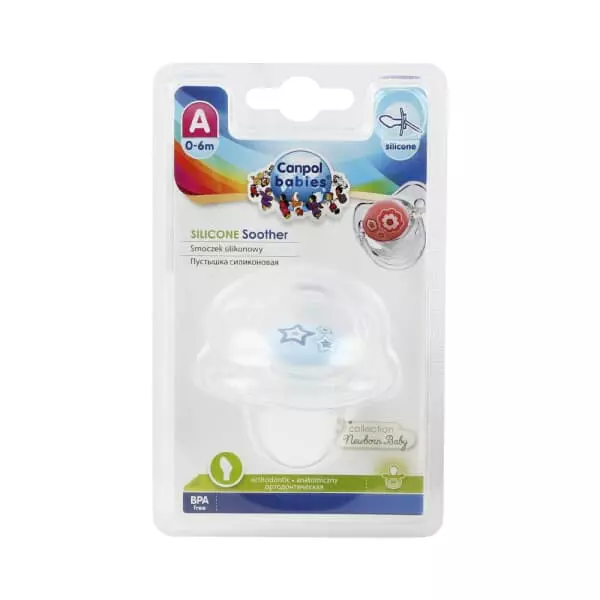 A
0-6m
silicone
Canpol
babies
SILICONE Soother
Smoczek silikonowy
Пустышка силиконовая
collection
Newborn Baby
orthodontic • anatomiczny
ортодонтическая
BPA
free